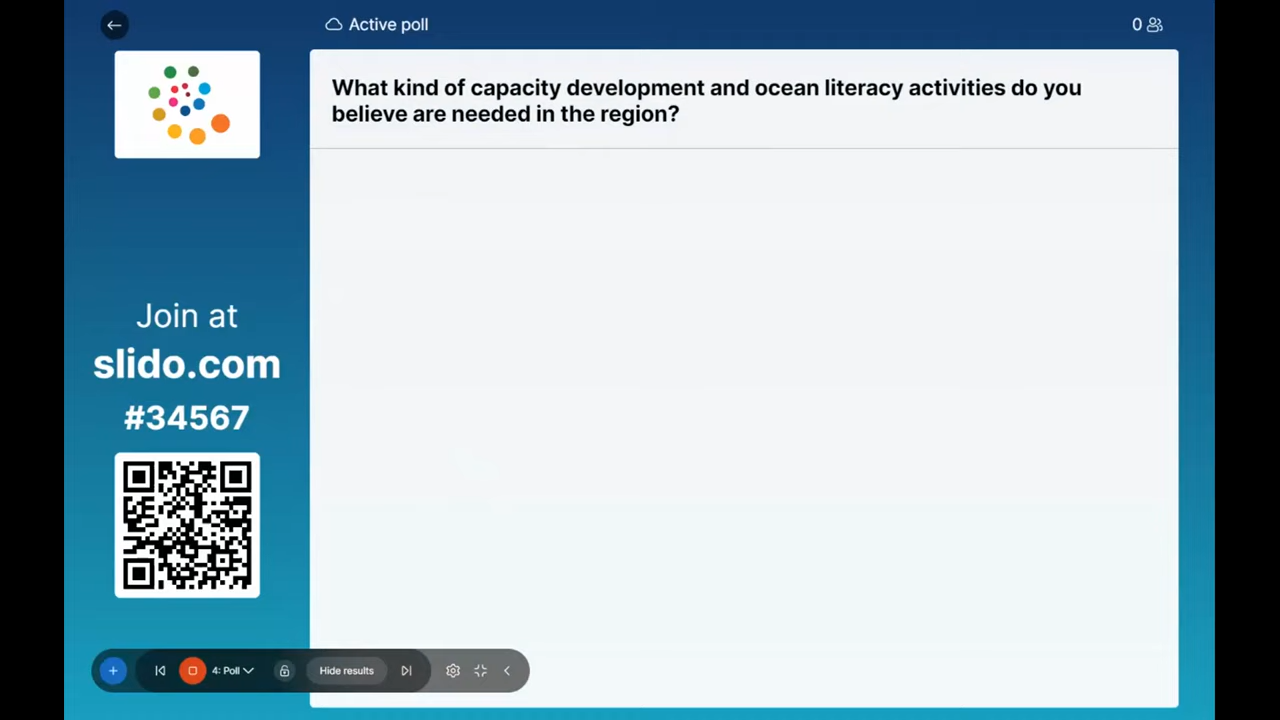 Active poll
0
What kind of capacity development and ocean literacy activities do you
believe are needed in the region?
Join at
slido.com
#34567
4: Poll
Hide results